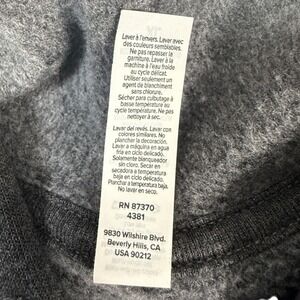 Laver à l'envers. Laver avec
des couleurs semblables.
Ne pas repasser la
garniture. Laver à la
machine à l'eau froide
au cycle délicat.
Utiliser seulement un
agent de blanchiment
sans chlorure.
Sécher par culbutage à
basse température au
cycle température. Ne pas
nettoyer à sec.
Lavar del revés. Lavar con
colores similares. No
planchar la decoración.
Lavar a máquina en agua
fría en ciclo delicado.
Solamente blanqueador
sin cloro. Secar en
secadora a temperatura
baja en ciclo delicado.
Planchar a temperatura baja.
No lavar en seco.
RN 87370
4381
9830 Wilshire Blvd.
Beverly Hills, CA
USA 90212